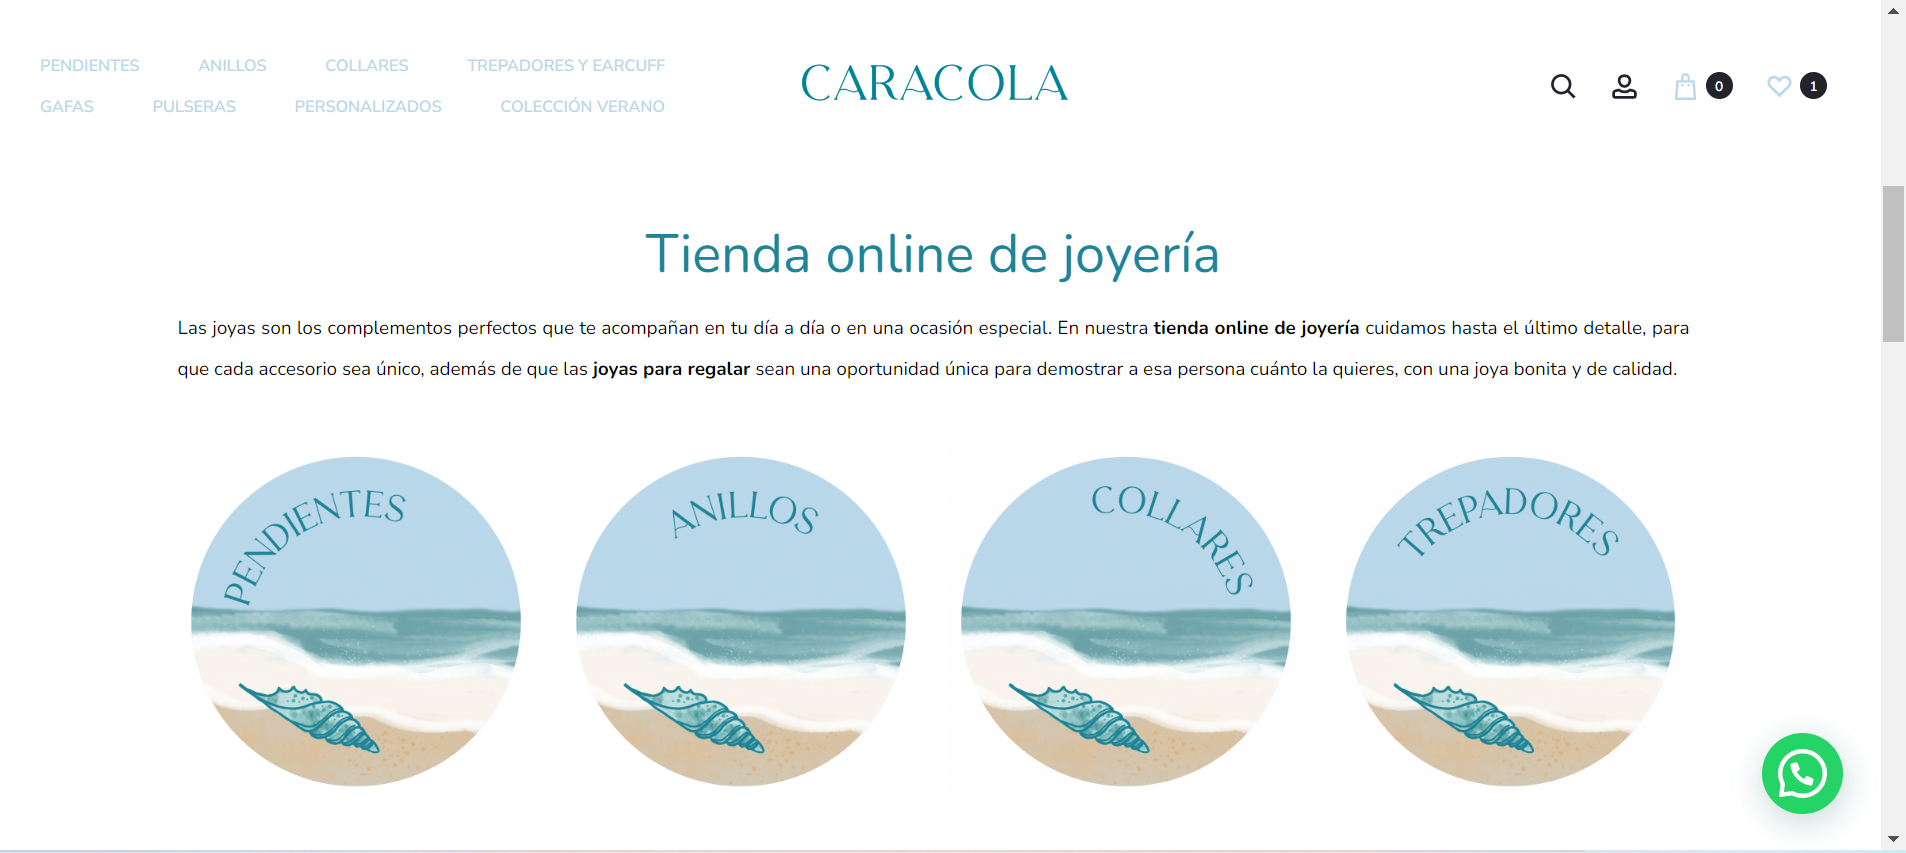 PENDIENTES ANILLOS COLLARES TREPADORES Y EARCUFF
GAFAS PULSERAS PERSONALIZADOS COLECCIÓN VERANO
CARACOLA
0
1
Tienda online de joyería
Las joyas son los complementos perfectos que te acompañan en tu día a día o en una ocasión especial. En nuestra tienda online de joyería cuidamos hasta el último detalle, para
que cada accesorio sea único, además de que las joyas para regalar sean una oportunidad única para demostrar a esa persona cuánto la quieres, con una joya bonita y de calidad.
PENDIENTES
ANILLOS
COLLARES
TREPADORES